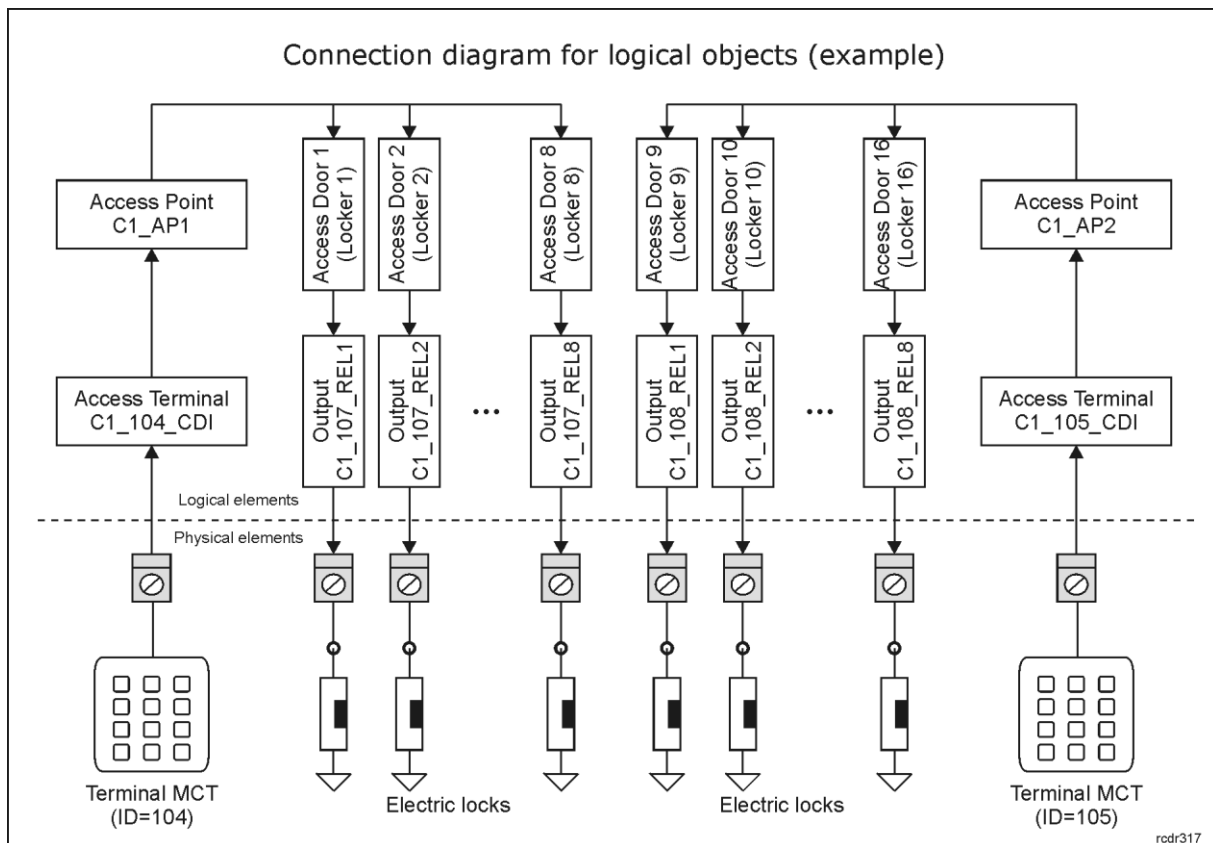 Connection diagram for logical objects (example)
Access Point
C1_AP1
Access Door 1
(Locker 1)
Access Door 2
(Locker 2)
Access Door 8
(Locker 8)
Access Door 9
(Locker 9)
Access Door 10
(Locker 10)
Access Door 16
(Locker 16)
Access Point
C1_AP2
Access Terminal
C1_104_CDI
Output
C1_107_REL1
Output
C1_107_REL2
...
Output
C1_107_REL8
Output
C1_108_REL1
Output
C1_108_REL2
...
Output
C1_108_REL8
Access Terminal
C1_105_CDI
Logical elements
Physical elements
Terminal MCT
(ID=104)
Electric locks
Electric locks
Terminal MCT
(ID=105)
rcdr317